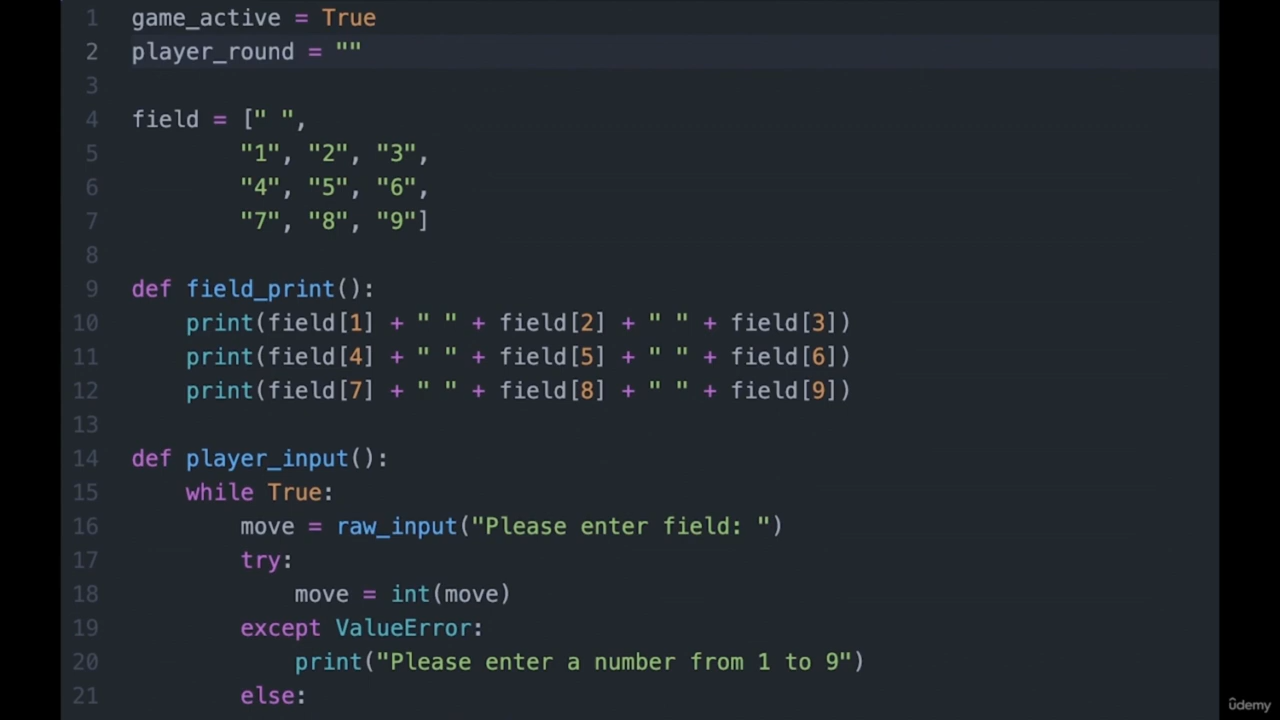 1 game_active = True
2 player_round = ""
3
4 field = [" ",
5         "1", "2", "3",
6         "4", "5", "6",
7         "7", "8", "9"]
8
9 def field_print():
10     print(field[1] + " " + field[2] + " " + field[3])
11     print(field[4] + " " + field[5] + " " + field[6])
12     print(field[7] + " " + field[8] + " " + field[9])
13
14 def player_input():
15     while True:
16         move = raw_input("Please enter field: ")
17         try:
18             move = int(move)
19         except ValueError:
20             print("Please enter a number from 1 to 9")
21         else:
ûdemy